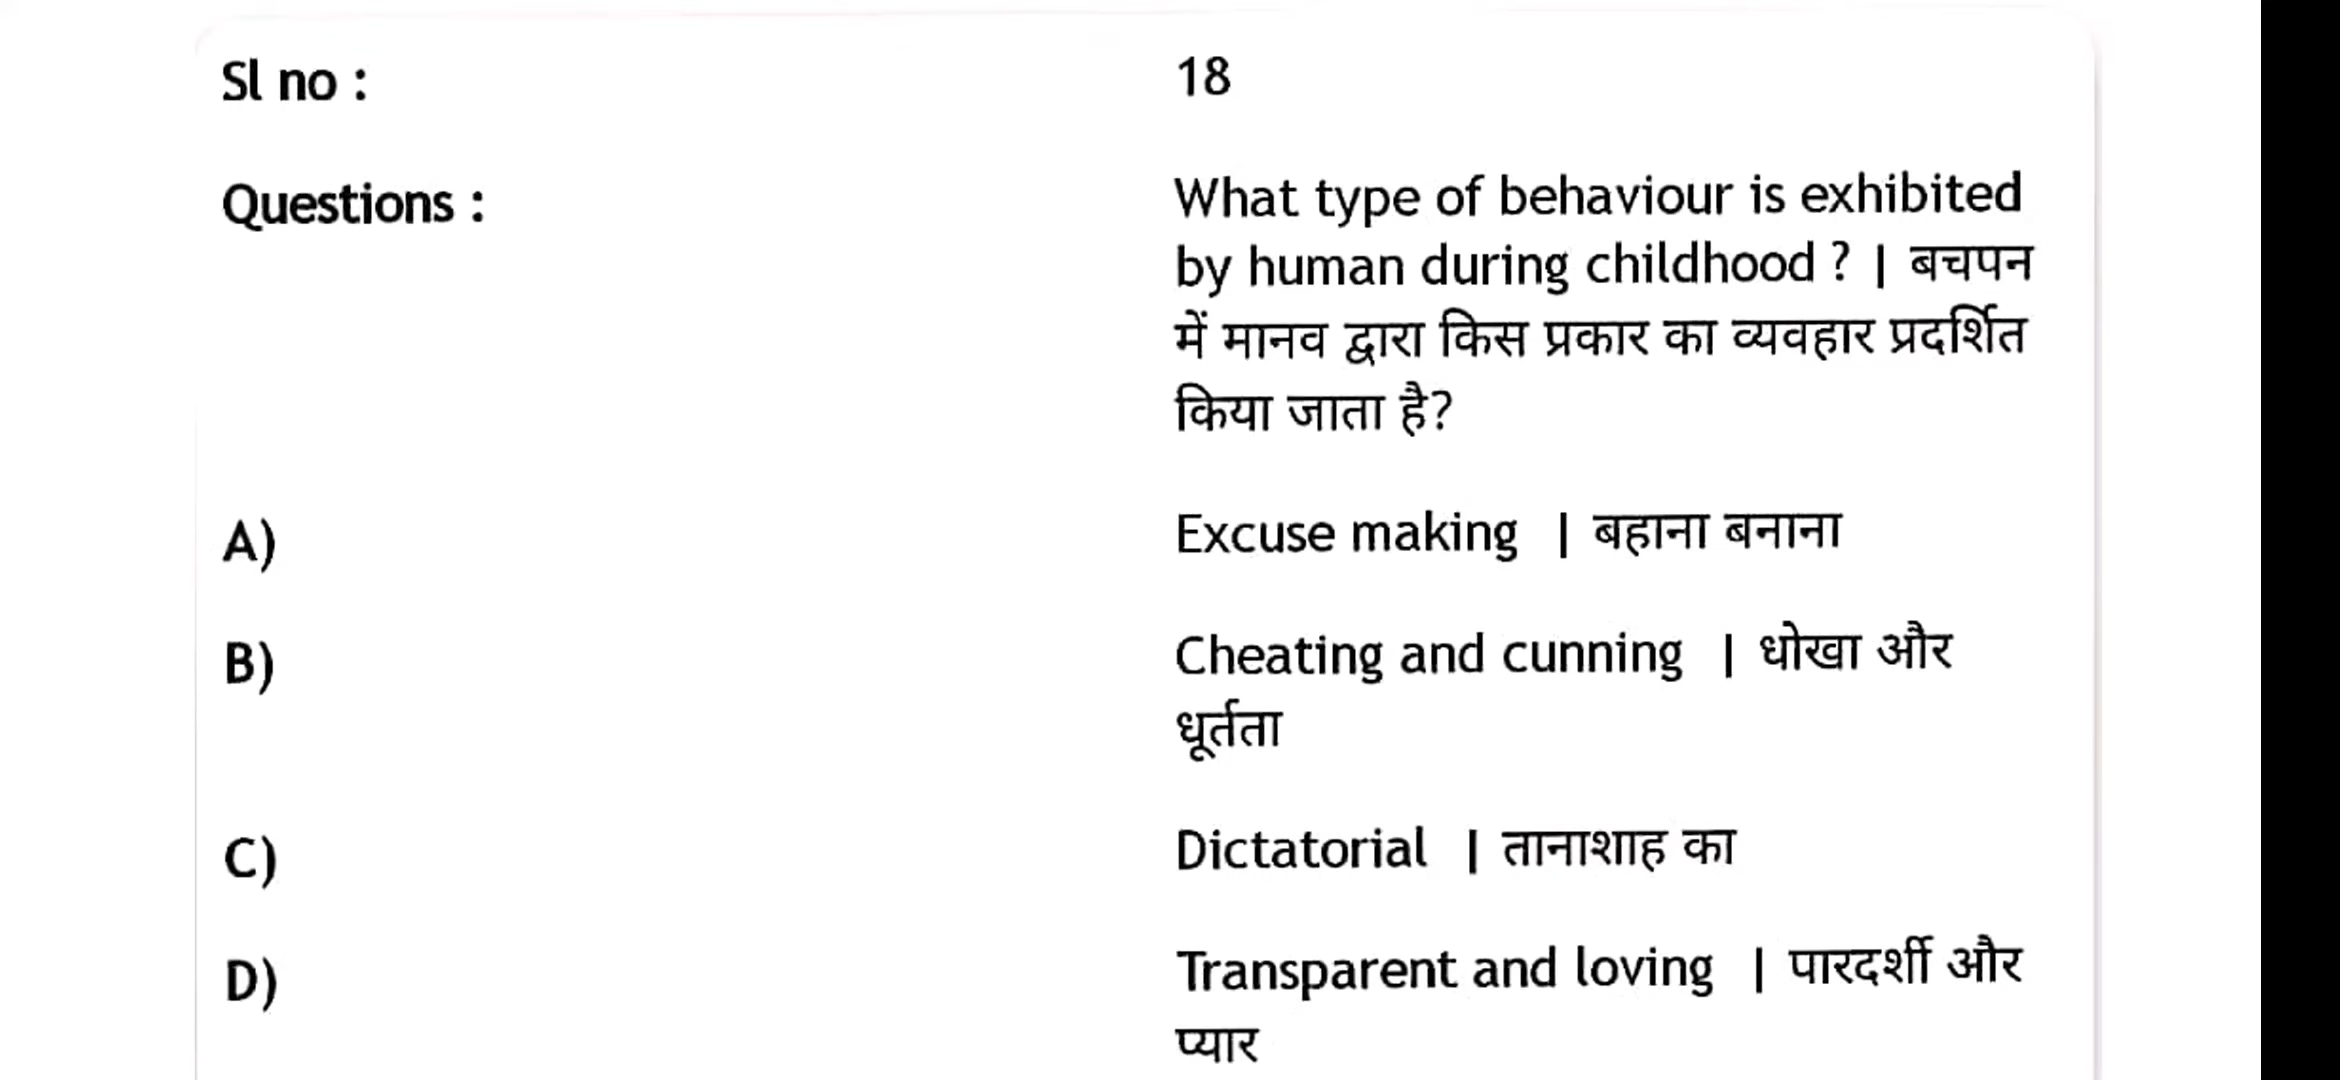 Sl no : 18
Questions : What type of behaviour is exhibited
by human during childhood ? | बचपन
में मानव द्वारा किस प्रकार का व्यवहार प्रदर्शित
किया जाता है?
A) Excuse making | बहाना बनाना
B) Cheating and cunning | धोखा और
धूर्तता
C) Dictatorial | तानाशाह का
D) Transparent and loving | पारदर्शी और
प्यार